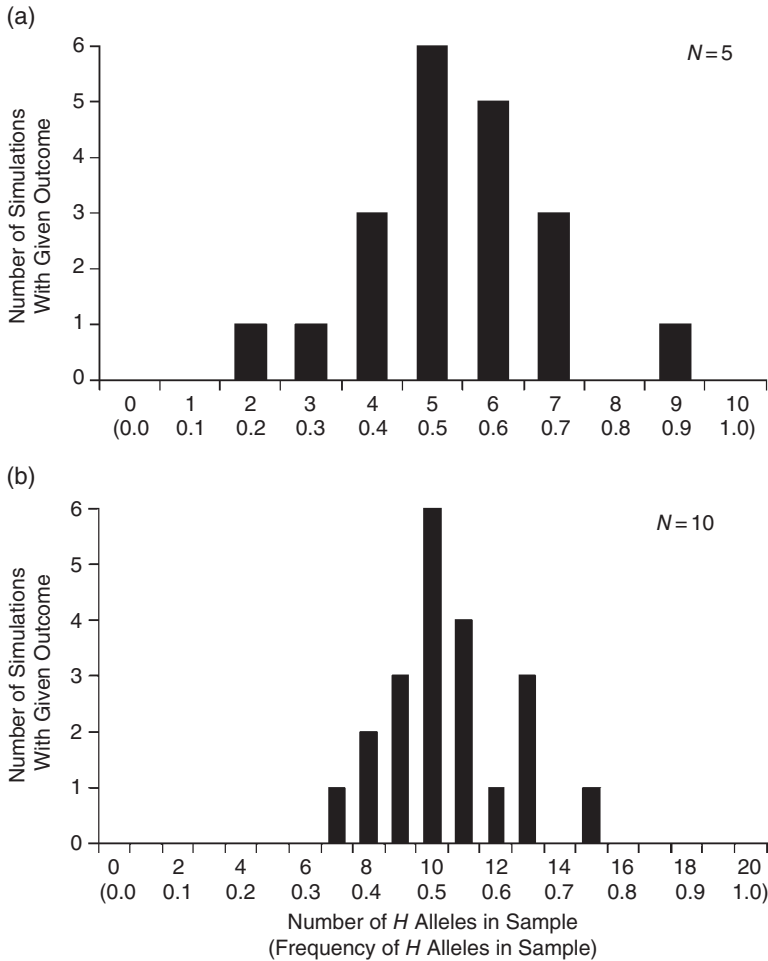 (a)
N = 5
Number of Simulations
With Given Outcome
6
5
4
3
2
1
0
0 1 2 3 4 5 6 7 8 9 10
(0.0 0.1 0.2 0.3 0.4 0.5 0.6 0.7 0.8 0.9 1.0)
(b)
N = 10
Number of Simulations
With Given Outcome
6
5
4
3
2
1
0
0 2 4 6 8 10 12 14 16 18 20
(0.0 0.1 0.2 0.3 0.4 0.5 0.6 0.7 0.8 0.9 1.0)
Number of H Alleles in Sample
(Frequency of H Alleles in Sample)